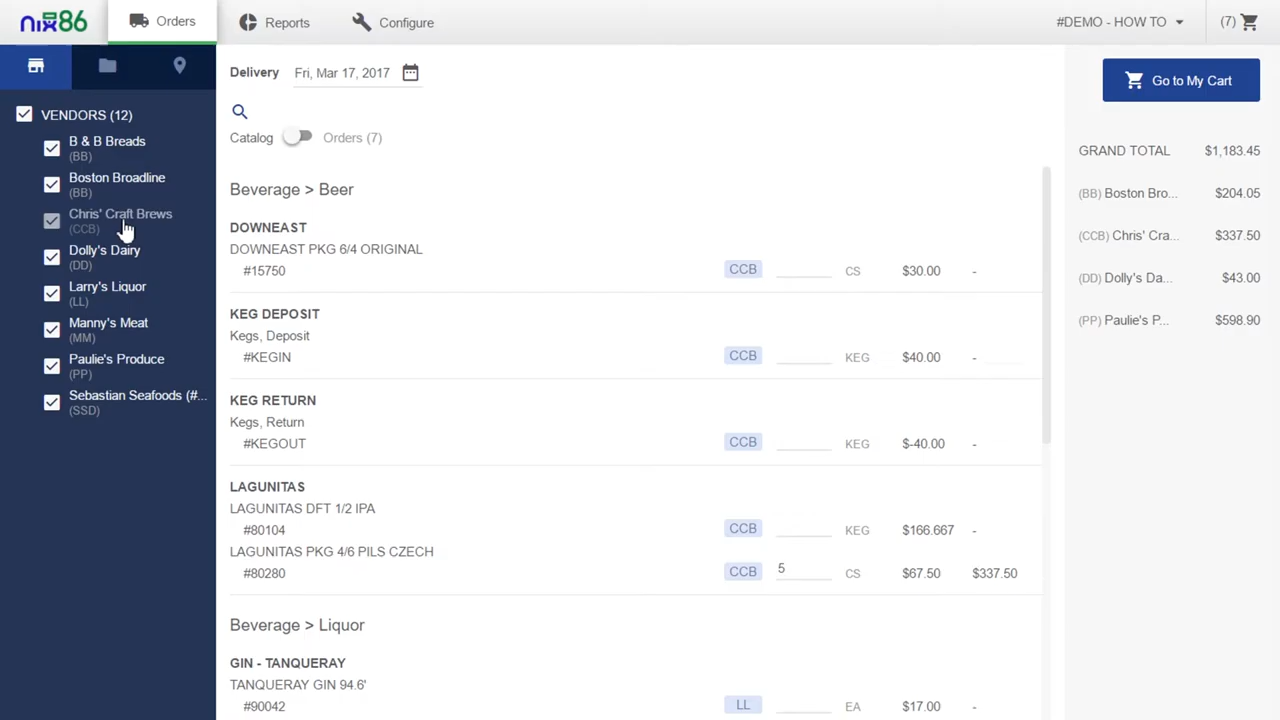 nix86
Orders
Reports
Configure
#DEMO - HOW TO
(7)
VENDORS (12)
B & B Breads
(BB)
Boston Broadline
(BB)
Chris' Craft Brews
(CCB)
Dolly's Dairy
(DD)
Larry's Liquor
(LL)
Manny's Meat
(MM)
Paulie's Produce
(PP)
Sebastian Seafoods (#...
(SSD)
Delivery Fri, Mar 17, 2017
Catalog Orders (7)
Beverage > Beer
DOWNEAST
DOWNEAST PKG 6/4 ORIGINAL
#15750 CCB CS $30.00 -
KEG DEPOSIT
Kegs, Deposit
#KEGIN CCB KEG $40.00 -
KEG RETURN
Kegs, Return
#KEGOUT CCB KEG $-40.00 -
LAGUNITAS
LAGUNITAS DFT 1/2 IPA
#80104 CCB KEG $166.667 -
LAGUNITAS PKG 4/6 PILS CZECH
#80280 CCB 5 CS $67.50 $337.50
Beverage > Liquor
GIN - TANQUERAY
TANQUERAY GIN 94.6'
#90042 LL EA $17.00 -
Go to My Cart
GRAND TOTAL $1,183.45
(BB) Boston Bro... $204.05
(CCB) Chris' Cra... $337.50
(DD) Dolly's Da... $43.00
(PP) Paulie's P... $598.90